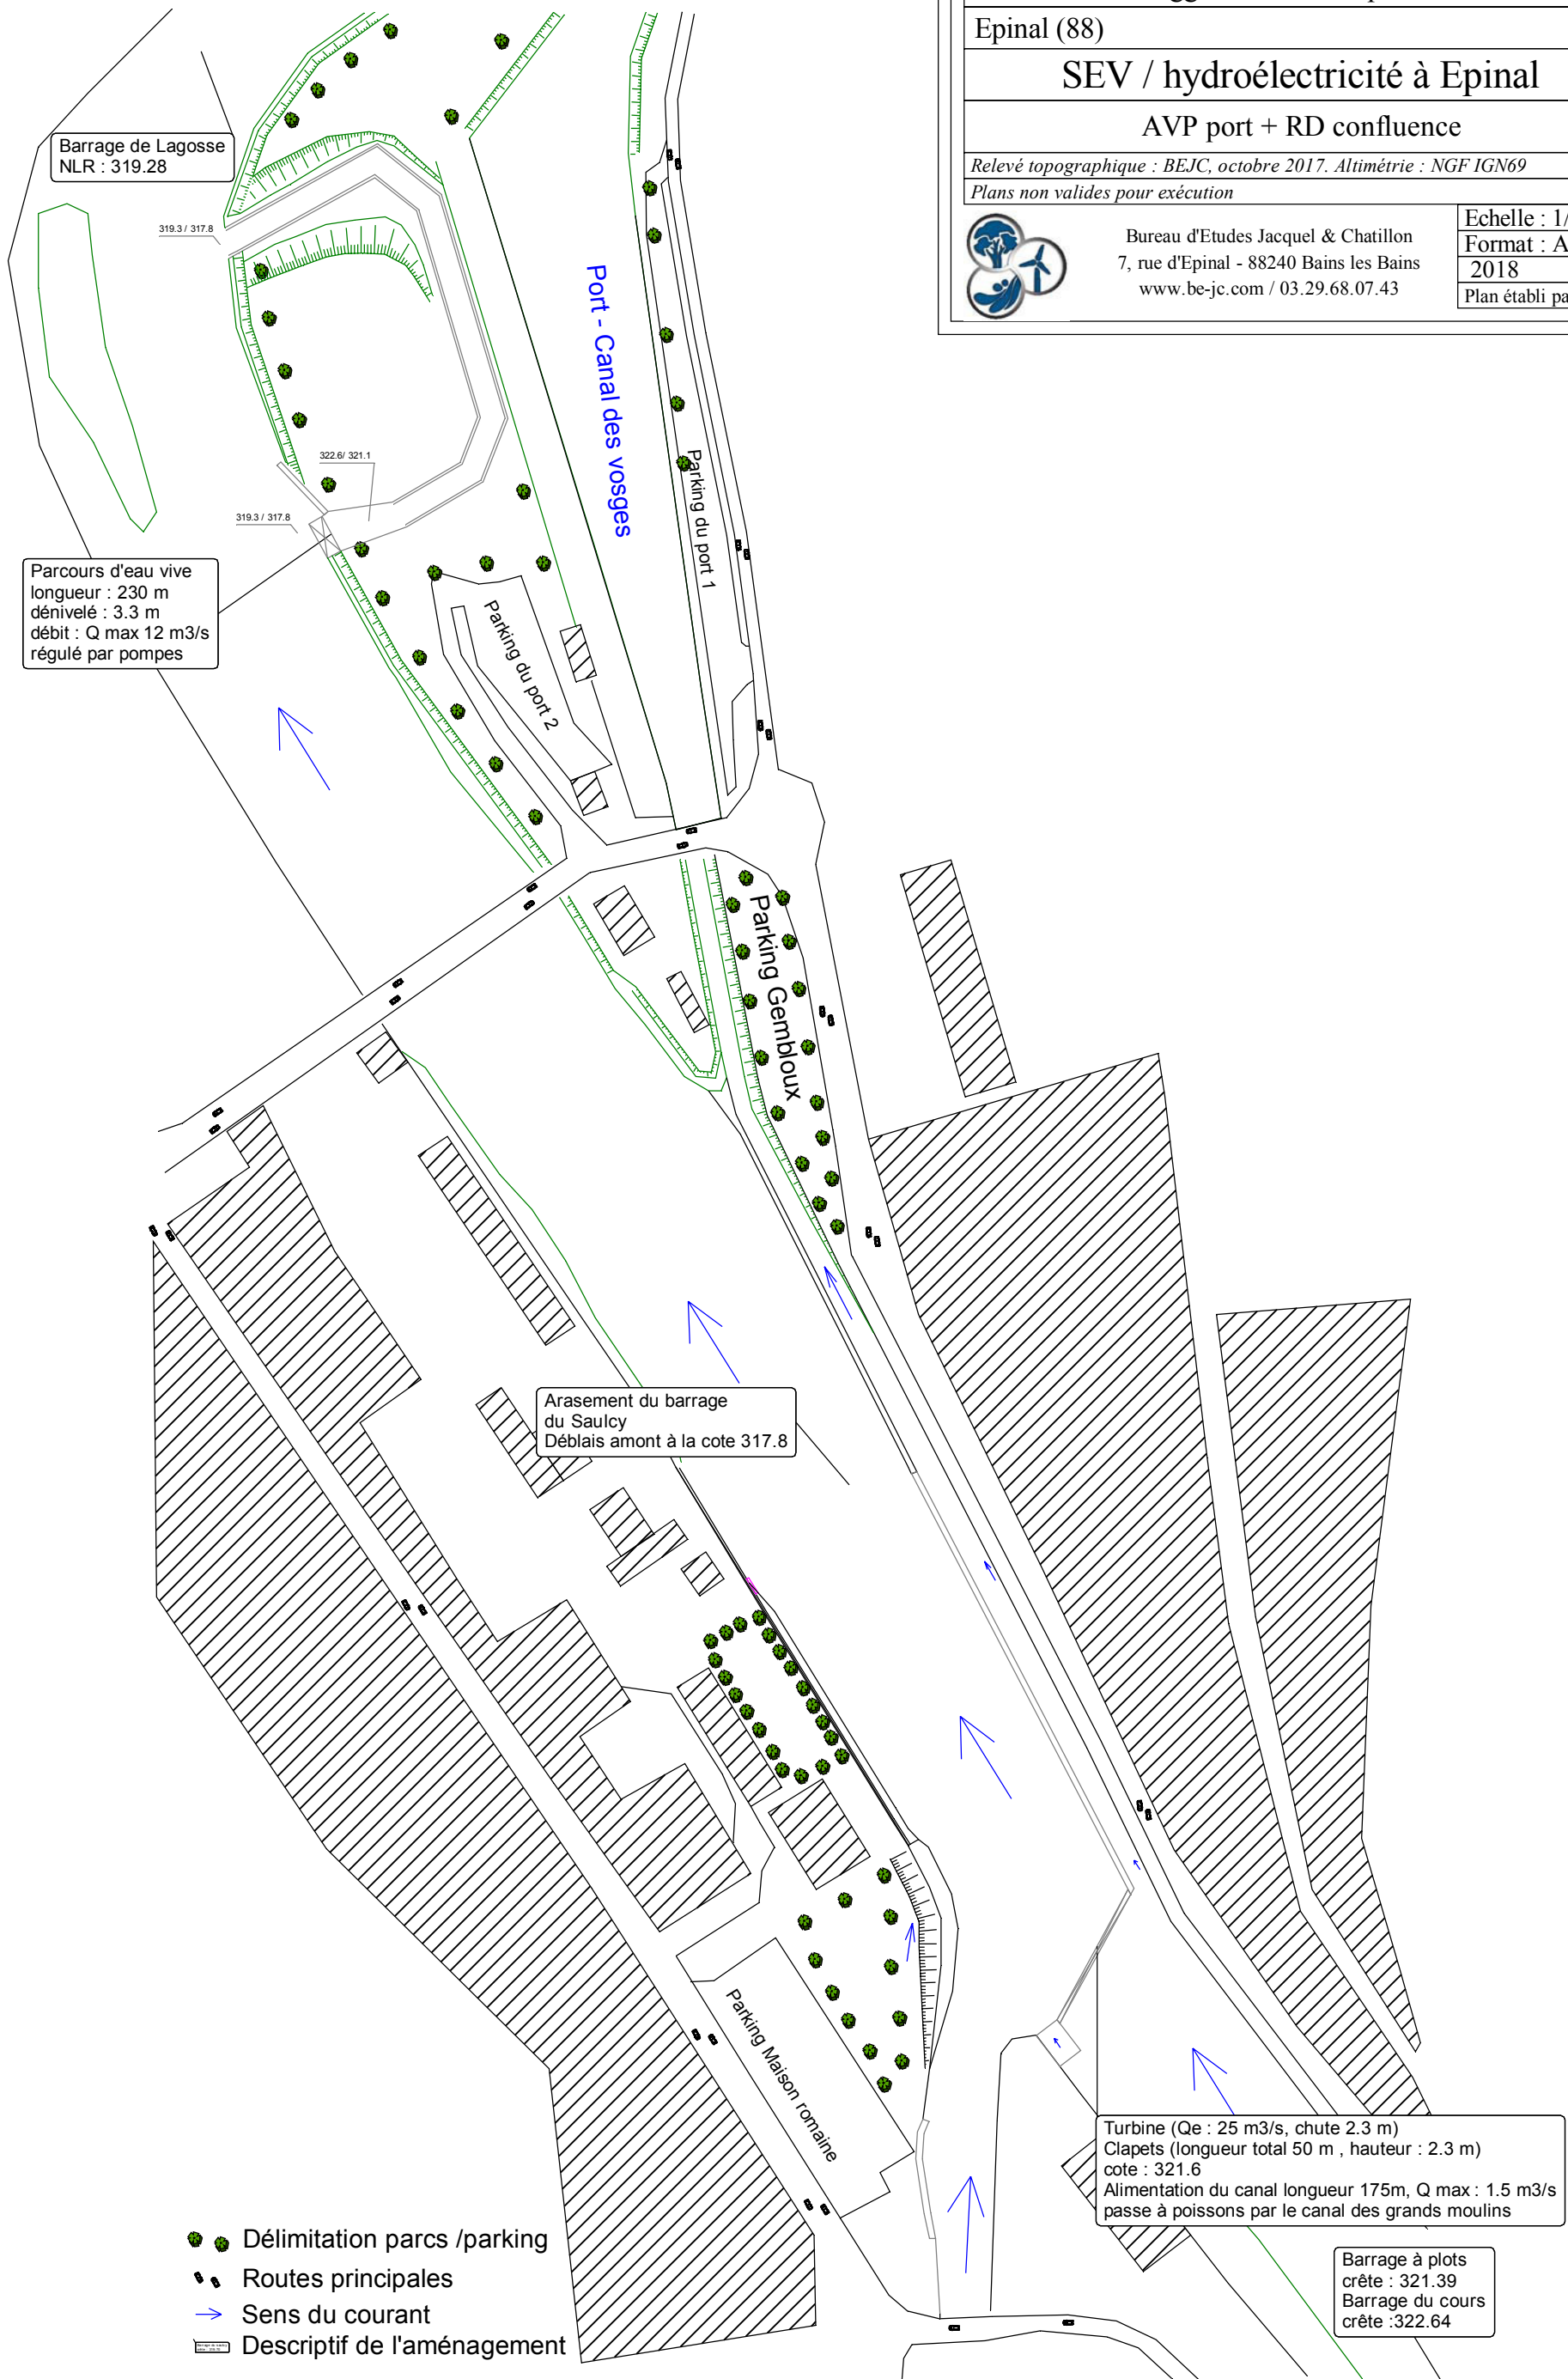 Epinal (88)
SEV / hydroélectricité à Epinal
AVP port + RD confluence
Relevé topographique : BEJC, octobre 2017. Altimétrie : NGF IGN69
Plans non valides pour exécution
Bureau d'Etudes Jacquel & Chatillon
7, rue d'Epinal - 88240 Bains les Bains
www.be-jc.com / 03.29.68.07.43
Echelle : 1/
Format : A
2018
Plan établi pa
Barrage de Lagosse
NLR : 319.28
319.3 / 317.8
Port - Canal des vosges
Parking du port 1
322.6/ 321.1
319.3 / 317.8
Parcours d'eau vive
longueur : 230 m
dénivelé : 3.3 m
débit : Q max 12 m3/s
régulé par pompes
Parking du port 2
Parking Gembloux
Arasement du barrage
du Saulcy
Déblais amont à la cote 317.8
Parking Maison romaine
Turbine (Qe : 25 m3/s, chute 2.3 m)
Clapets (longueur total 50 m , hauteur : 2.3 m)
cote : 321.6
Alimentation du canal longueur 175m, Q max : 1.5 m3/s
passe à poissons par le canal des grands moulins
Barrage à plots
crête : 321.39
Barrage du cours
crête :322.64
Délimitation parcs /parking
Routes principales
Sens du courant
Descriptif de l'aménagement